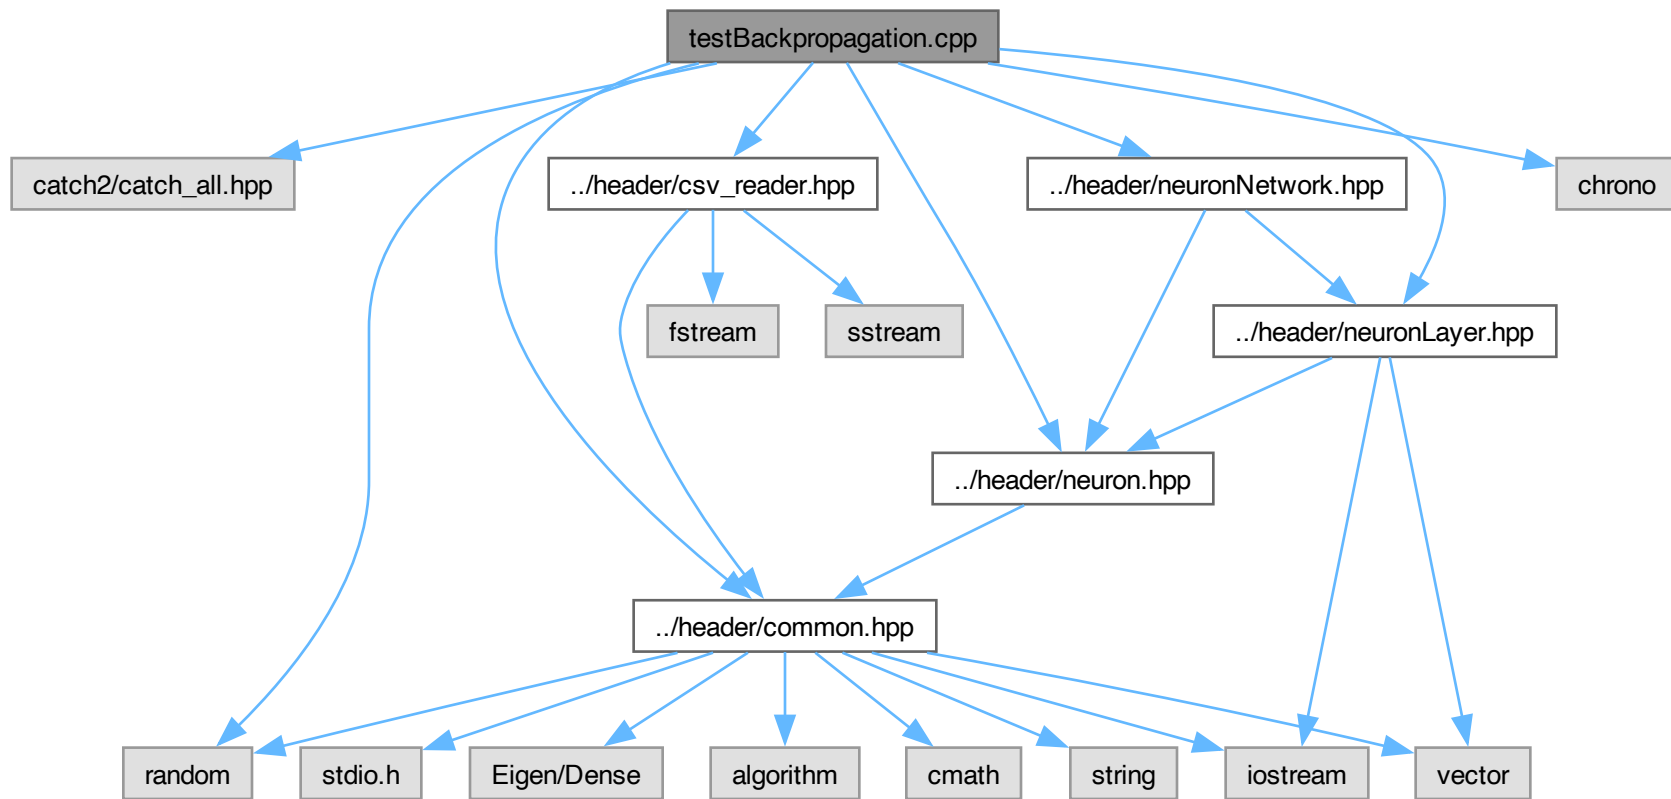 testBackpropagation.cpp
catch2/catch_all.hpp
../header/csv_reader.hpp
../header/neuronNetwork.hpp
chrono
fstream
sstream
../header/neuronLayer.hpp
../header/neuron.hpp
../header/common.hpp
random
stdio.h
Eigen/Dense
algorithm
cmath
string
iostream
vector